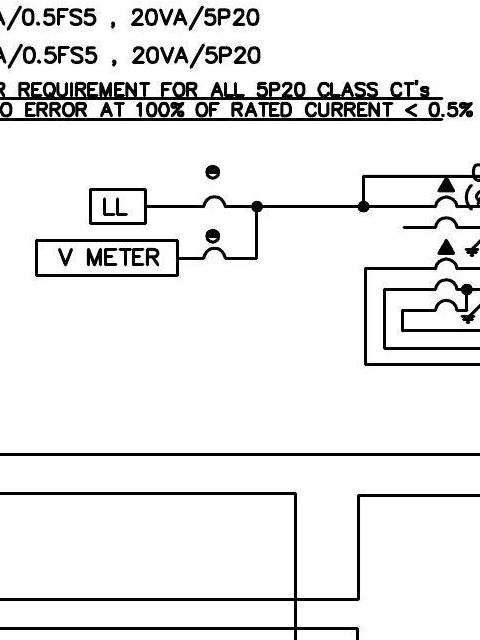 /0.5FS5 , 20VA/5P20
/0.5FS5 , 20VA/5P20
REQUIREMENT FOR ALL 5P20 CLASS CT's
ERROR AT 100% OF RATED CURRENT < 0.5%
LL
V METER